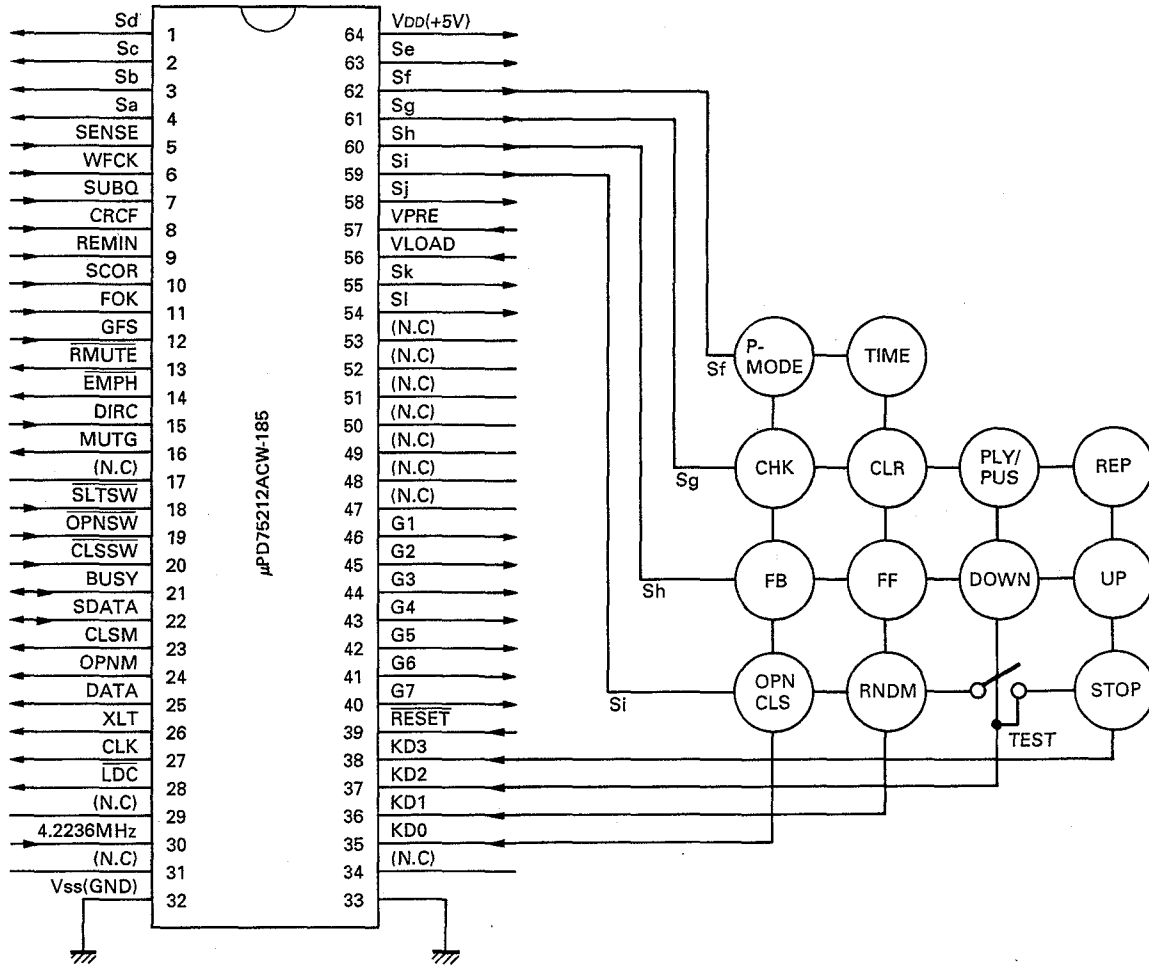 Sd
1
Sc
2
Sb
3
Sa
4
SENSE
5
WFCK
6
SUBQ
7
CRCF
8
REMIN
9
SCOR
10
FOK
11
GFS
12
RMUTE
13
EMPH
14
DIRC
15
MUTG
16
(N.C)
17
SLTSW
18
OPNSW
19
CLSSW
20
BUSY
21
SDATA
22
CLSM
23
OPNM
24
DATA
25
XLT
26
CLK
27
LDC
28
(N.C)
29
4.2236MHz
30
(N.C)
31
Vss(GND)
32
μPD75212ACW-185
VDD(+5V)
64
Se
63
Sf
62
Sg
61
Sh
60
Si
59
Sj
58
VPRE
57
VLOAD
56
Sk
55
Sl
54
(N.C)
53
(N.C)
52
(N.C)
51
(N.C)
50
(N.C)
49
(N.C)
48
(N.C)
47
G1
46
G2
45
G3
44
G4
43
G5
42
G6
41
G7
40
RESET
39
KD3
38
KD2
37
KD1
36
KD0
35
(N.C)
34
33
Sf
P-
MODE
TIME
Sg
CHK
CLR
PLY/
PUS
REP
Sh
FB
FF
DOWN
UP
Si
OPN
CLS
RNDM
TEST
STOP